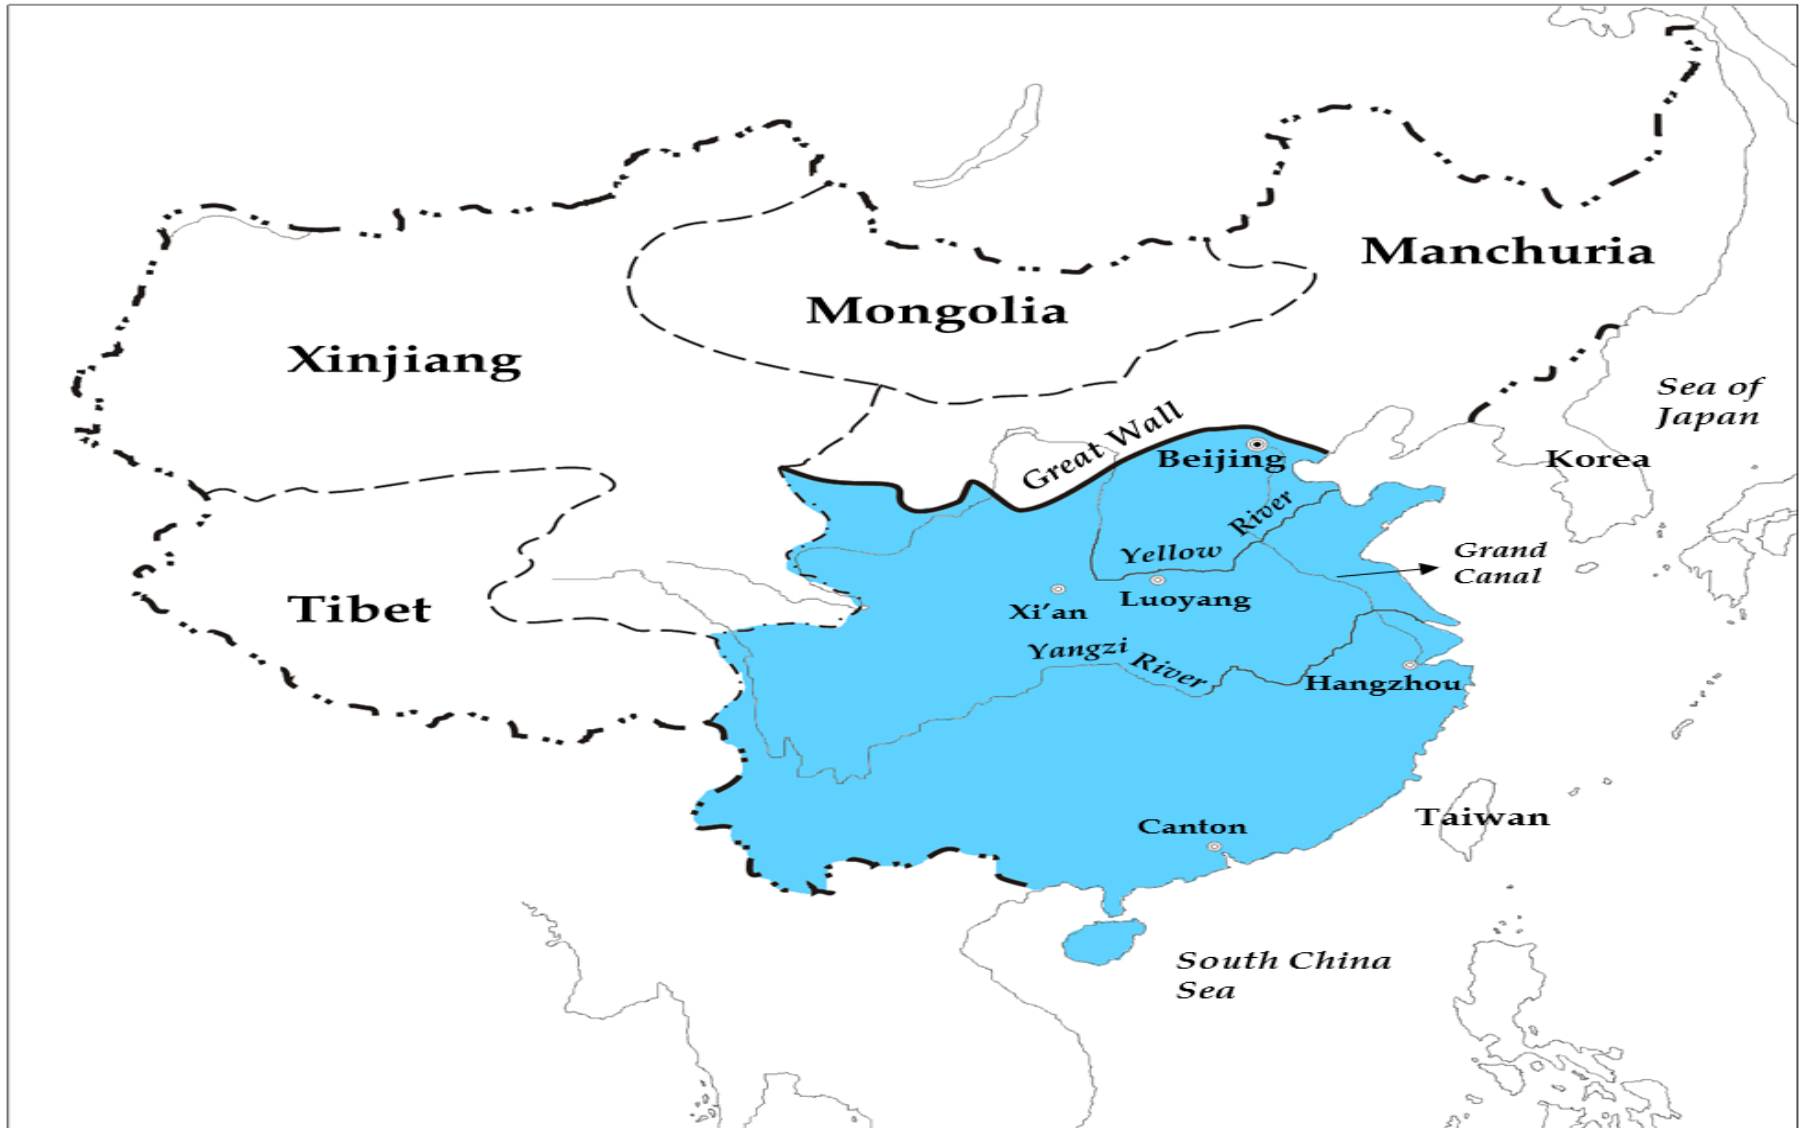 Manchuria
Mongolia
Xinjiang
Sea of
Japan
Great Wall
Beijing
Korea
Yellow River
Grand
Canal
Tibet
Xi’an
Luoyang
Yangzi River
Hangzhou
Taiwan
Canton
South China
Sea